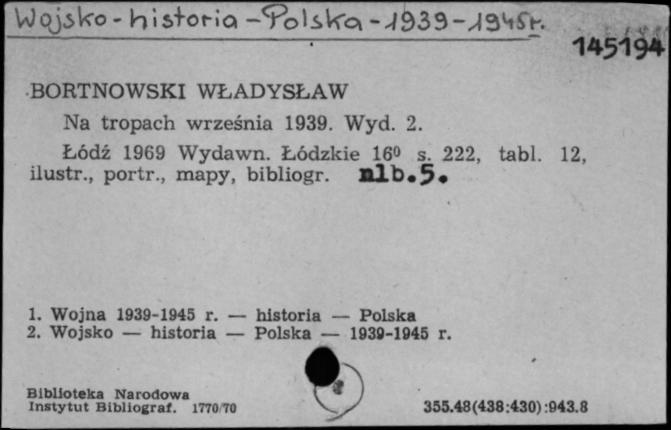 Wojsko - historia - Polska - 1939 - 1945 r.
145194
BORTNOWSKI WŁADYSŁAW
Na tropach września 1939. Wyd. 2.
Łódź 1969 Wydawn. Łódzkie 16⁰ s. 222, tabl. 12,
ilustr., portr., mapy, bibliogr. nlb.5.
1. Wojna 1939-1945 r. — historia — Polska
2. Wojsko — historia — Polska — 1939-1945 r.
Biblioteka Narodowa
Instytut Bibliograf. 1770/70
355.48(438:430):943.8